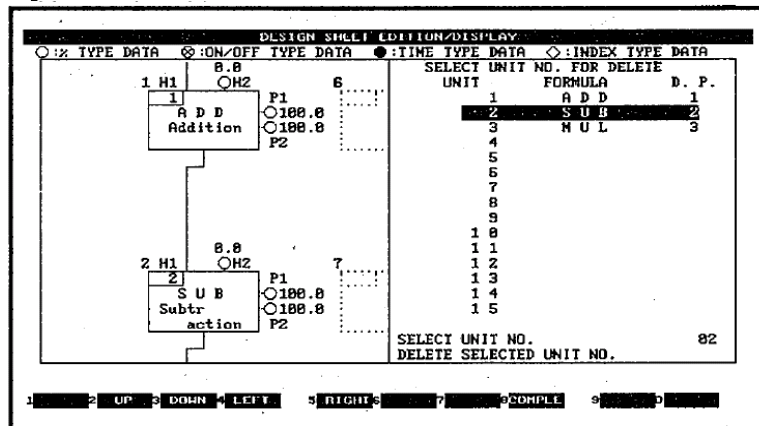 DESIGN SHEET EDITION/DISPLAY
○:% TYPE DATA ⊗:ON/OFF TYPE DATA ●:TIME TYPE DATA ◇:INDEX TYPE DATA
0.0
1 H1 ○H2 6
1 P1
A D D ○100.0
Addition ○100.0
P2
0.0
2 H1 ○H2 7
2 P1
S U B ○100.0
Subtr ○100.0
action P2
SELECT UNIT NO. FOR DELETE
UNIT FORMULA D. P.
1 A D D 1
2 S U B 2
3 M U L 3
4
5
6
7
8
9
1 0
1 1
1 2
1 3
1 4
1 5
SELECT UNIT NO. 02
DELETE SELECTED UNIT NO.
1 2 UP 3 DOWN 4 LEFT 5 RIGHT 6 7 8 COMPLE 9 0